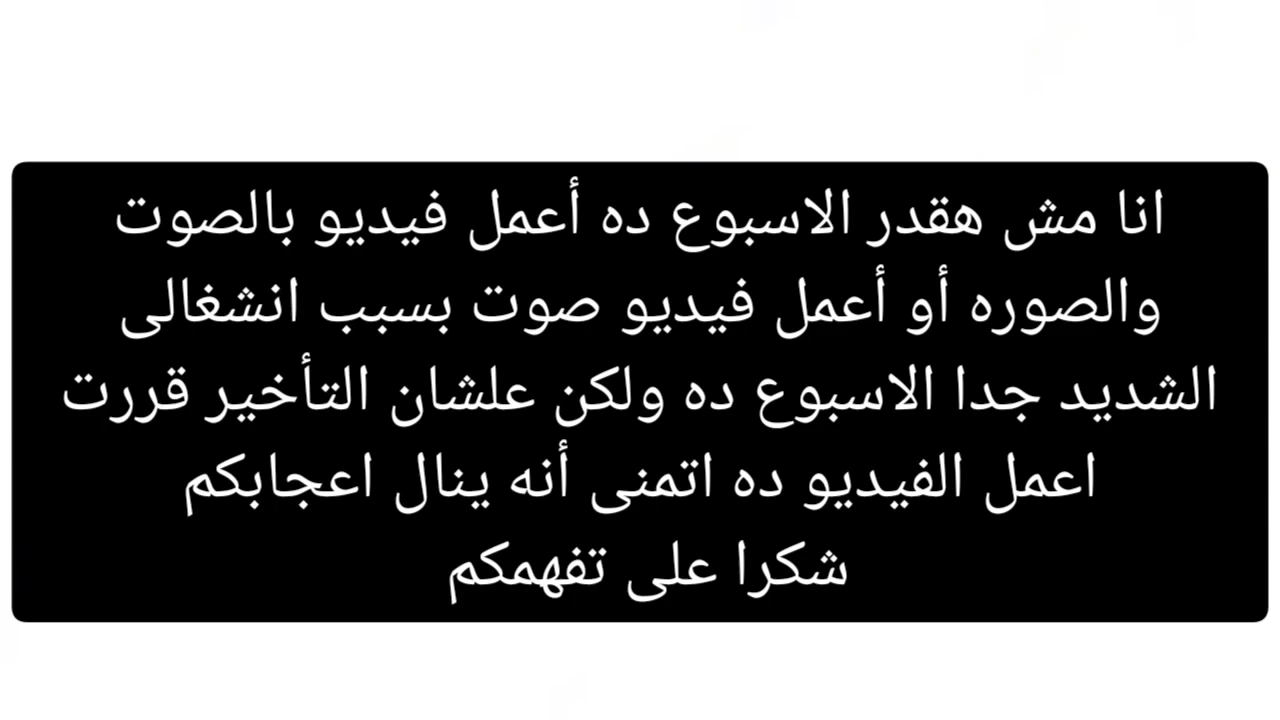 انا مش هقدر الاسبوع ده أعمل فيديو بالصوت
والصوره أو أعمل فيديو صوت بسبب انشغالى
الشديد جدا الاسبوع ده ولكن علشان التأخير قررت
اعمل الفيديو ده اتمنى أنه ينال اعجابكم
شكرا على تفهمكم